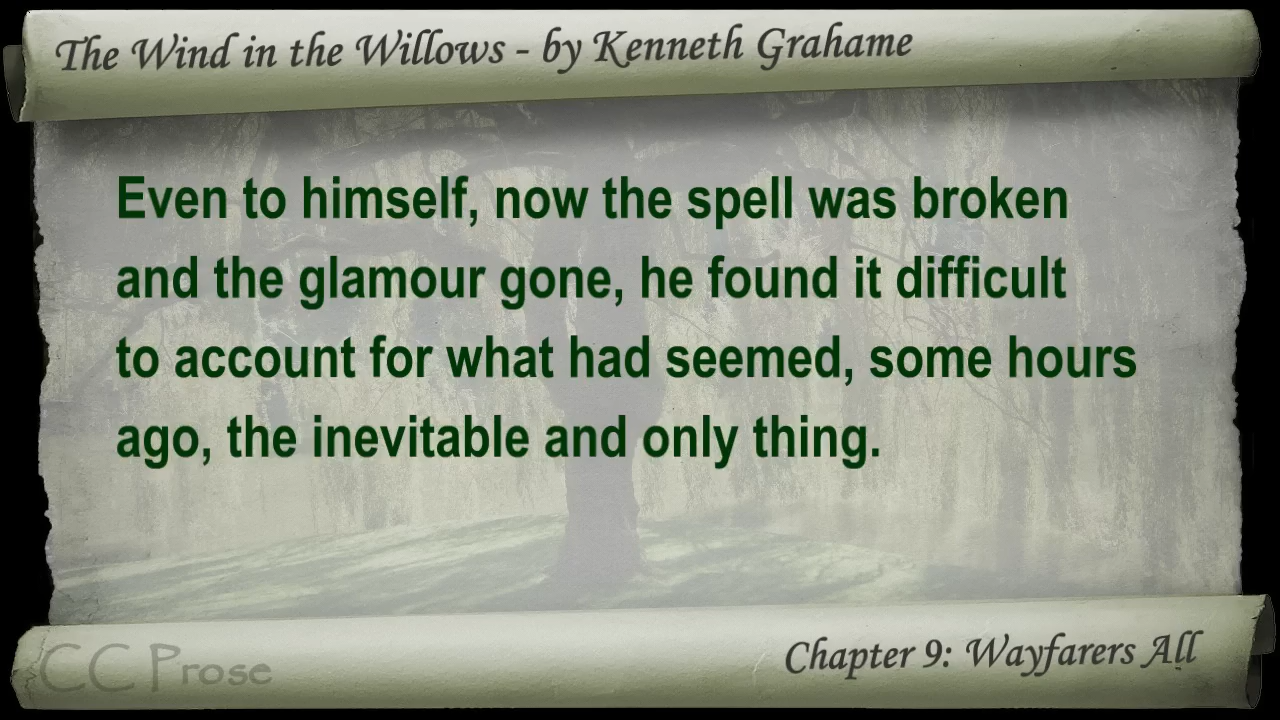 The Wind in the Willows - by Kenneth Grahame
Even to himself, now the spell was broken
and the glamour gone, he found it difficult
to account for what had seemed, some hours
ago, the inevitable and only thing.
CC Prose
Chapter 9: Wayfarers All